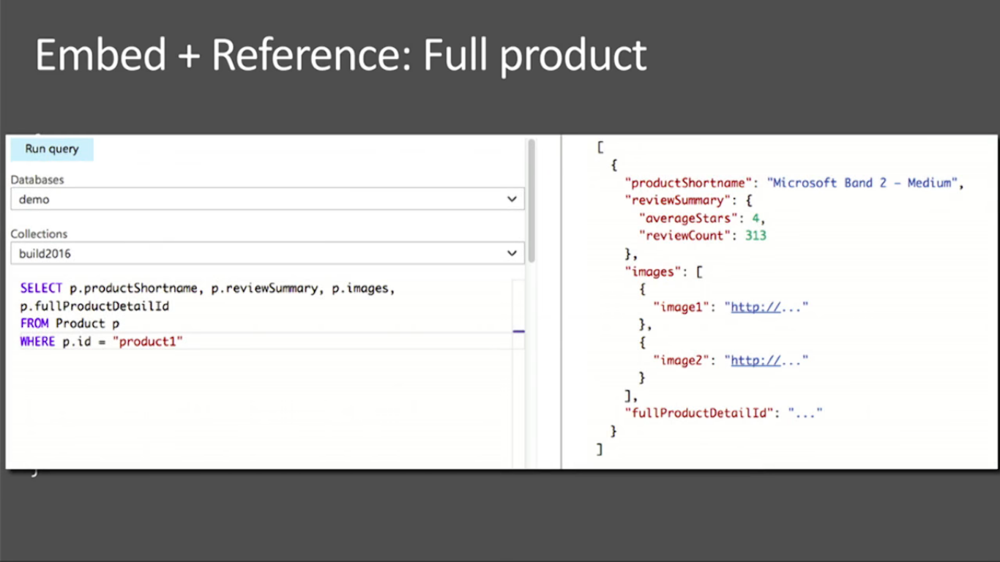 Embed + Reference: Full product
Run query
Databases
demo
Collections
build2016
SELECT p.productShortname, p.reviewSummary, p.images,
p.fullProductDetailId
FROM Product p
WHERE p.id = "product1"
[
{
"productShortname": "Microsoft Band 2 – Medium",
"reviewSummary": {
"averageStars": 4,
"reviewCount": 313
},
"images": [
{
"image1": "http://..."
},
{
"image2": "http://..."
}
],
"fullProductDetailId": "..."
}
]